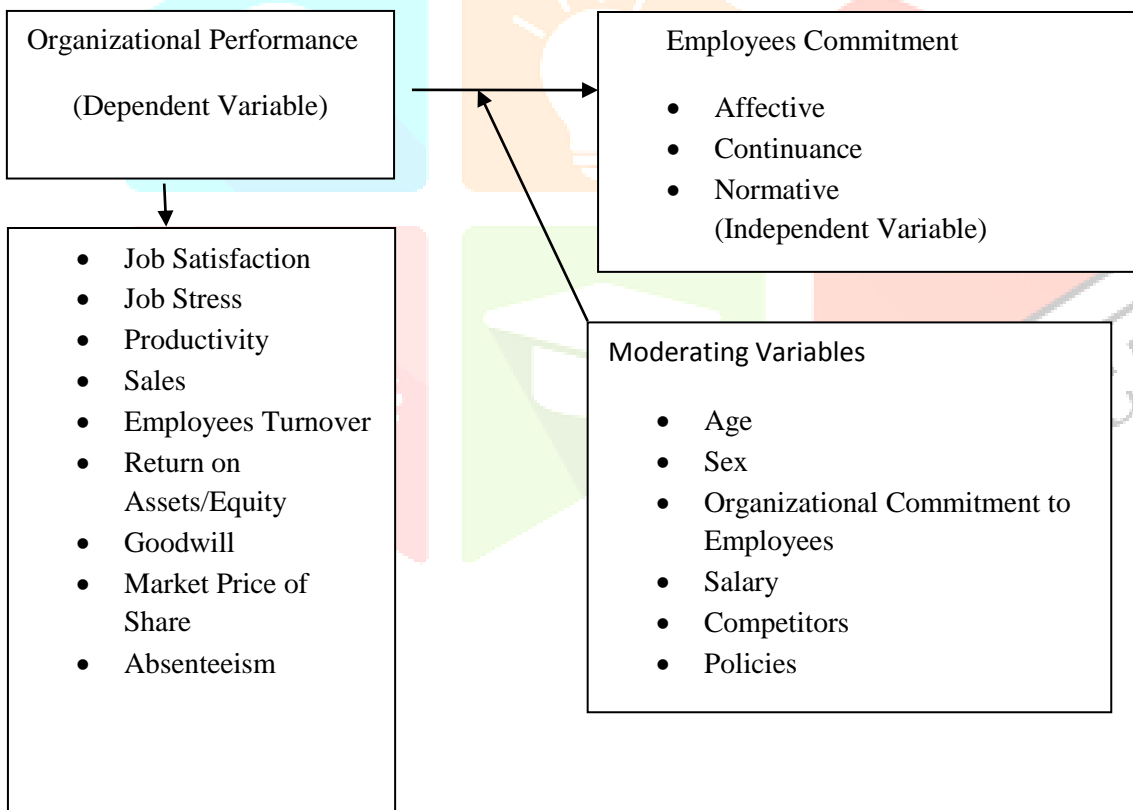 Organizational Performance
(Dependent Variable)
Employees Commitment
• Affective
• Continuance
• Normative
(Independent Variable)
• Job Satisfaction
• Job Stress
• Productivity
• Sales
• Employees Turnover
• Return on
Assets/Equity
• Goodwill
• Market Price of
Share
• Absenteeism
Moderating Variables
• Age
• Sex
• Organizational Commitment to
Employees
• Salary
• Competitors
• Policies